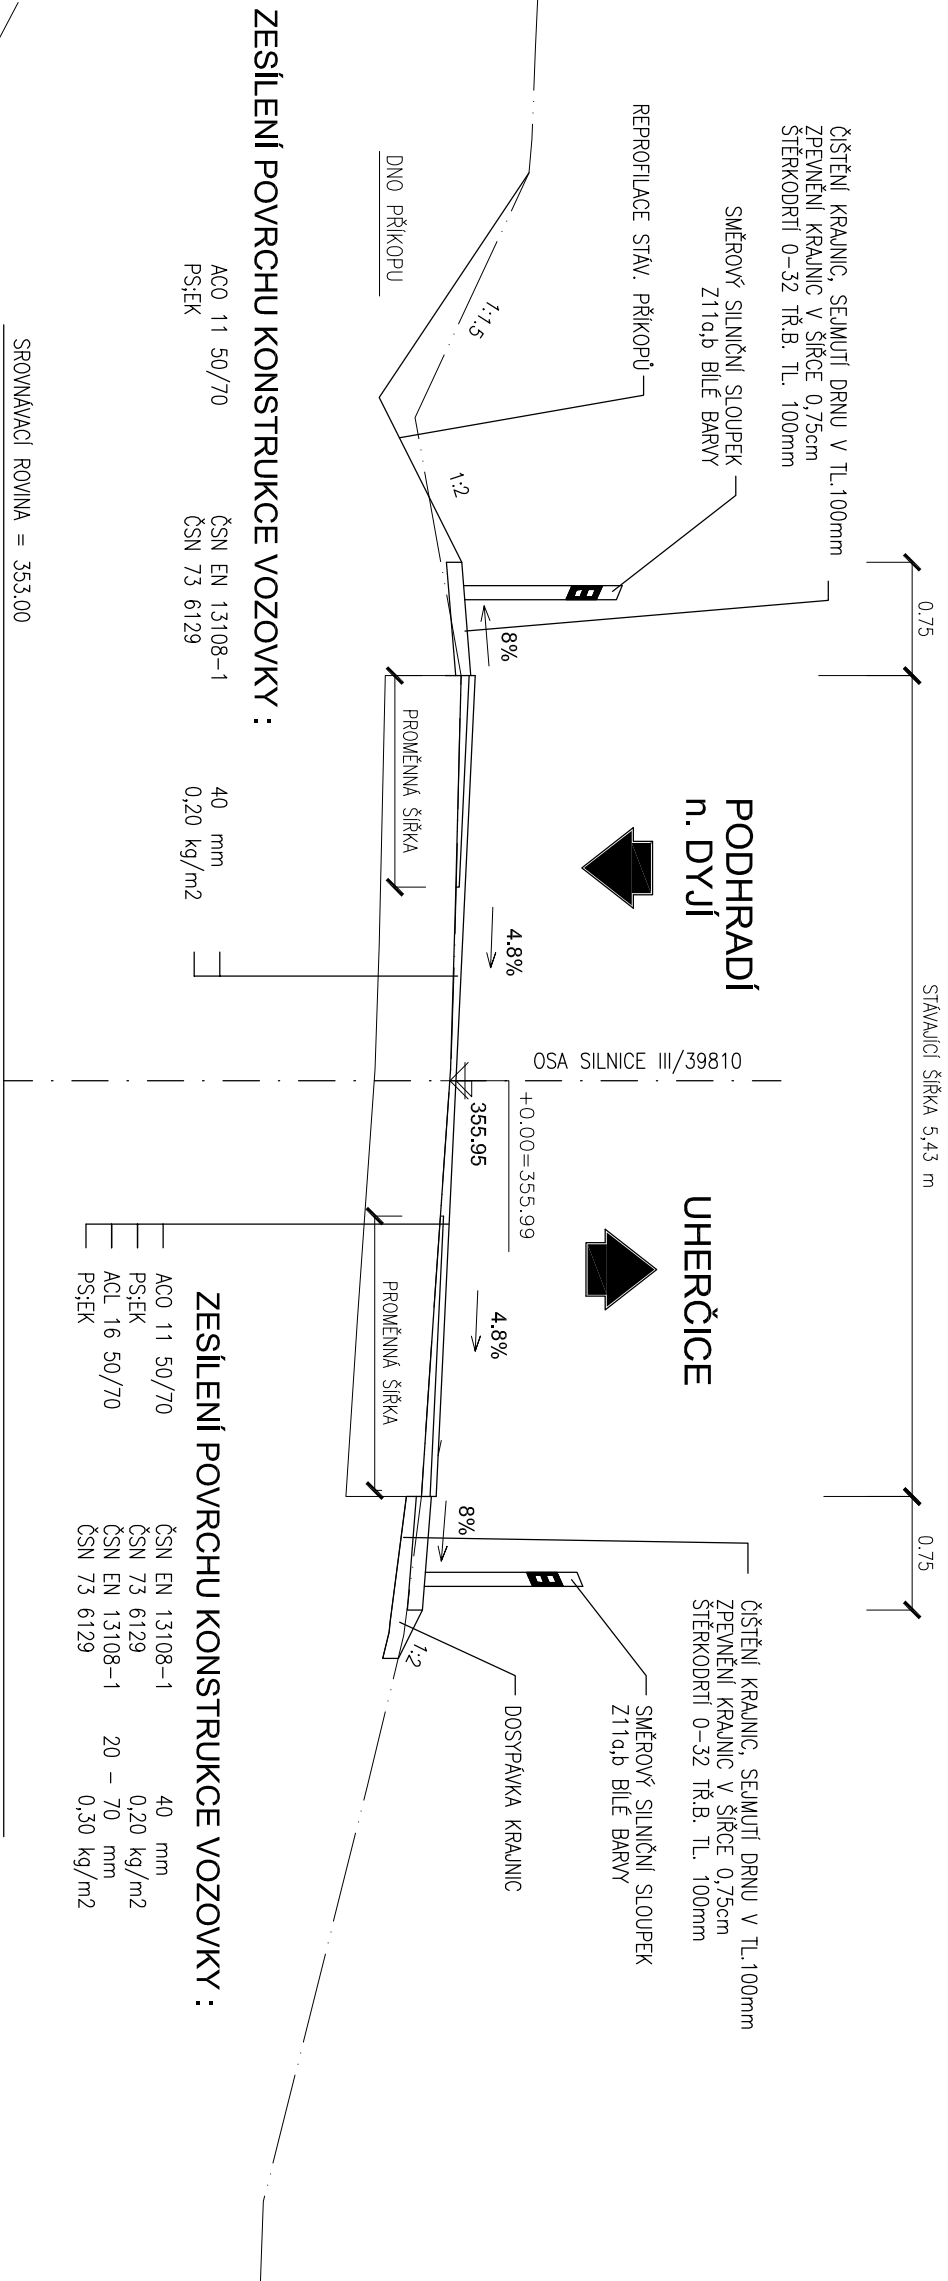 ČIŠTĚNÍ KRAJNIC, SEJMUTÍ DRNU V TL.100mm
ZPEVNĚNÍ KRAJNIC V ŠÍŘCE 0,75cm
ŠTĚRKODRTÍ 0-32 TŘ.B. TL. 100mm
SMĚROVÝ SILNIČNÍ SLOUPEK
Z11a,b BÍLÉ BARVY
REPROFILACE STÁV. PŘÍKOPŮ
DNO PŘÍKOPU
1:1.5
1:2
8%
0.75
STÁVAJÍCÍ ŠÍŘKA 5,43 m
0.75
PODHRADÍ
n. DYJÍ
UHERČICE
OSA SILNICE III/39810
4.8%
+0.00=355.99
355.95
4.8%
8%
PROMĚNNÁ ŠÍŘKA
PROMĚNNÁ ŠÍŘKA
ČIŠTĚNÍ KRAJNIC, SEJMUTÍ DRNU V TL.100mm
ZPEVNĚNÍ KRAJNIC V ŠÍŘCE 0,75cm
ŠTĚRKODRTÍ 0-32 TŘ.B. TL. 100mm
SMĚROVÝ SILNIČNÍ SLOUPEK
Z11a,b BÍLÉ BARVY
DOSYPÁVKA KRAJNIC
1:2
ZESÍLENÍ POVRCHU KONSTRUKCE VOZOVKY :
ACO 11 50/70 ČSN EN 13108-1 40 mm
PS;EK ČSN 73 6129 0,20 kg/m2
ZESÍLENÍ POVRCHU KONSTRUKCE VOZOVKY :
ACO 11 50/70 ČSN EN 13108-1 40 mm
PS;EK ČSN 73 6129 0,20 kg/m2
ACL 16 50/70 ČSN EN 13108-1 20 - 70 mm
PS;EK ČSN 73 6129 0,30 kg/m2
SROVNÁVACÍ ROVINA = 353.00